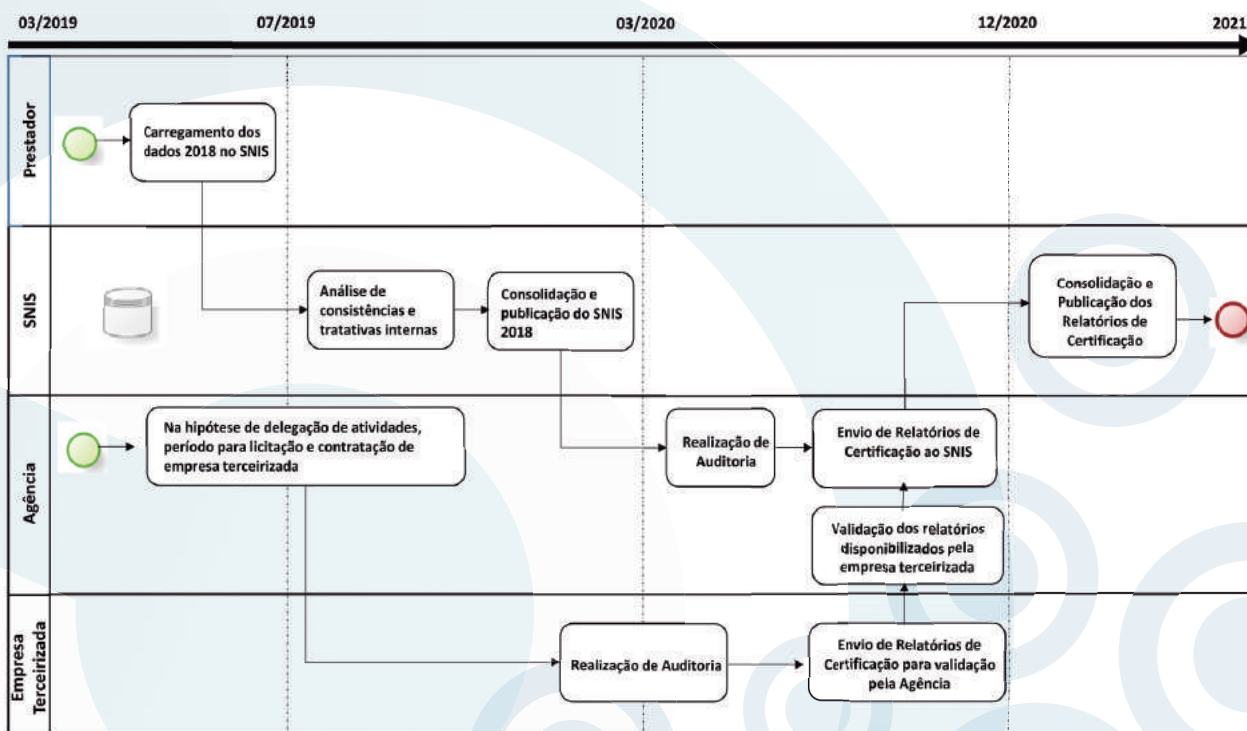 03/2019
07/2019
03/2020
12/2020
2021
Prestador
Carregamento dos
dados 2018 no SNIS
SNIS
Análise de
consistências e
tratativas internas
Consolidação e
publicação do SNIS
2018
Consolidação e
Publicação dos
Relatórios de
Certificação
Agência
Na hipótese de delegação de atividades,
período para licitação e contratação de
empresa terceirizada
Realização de
Auditoria
Envio de Relatórios de
Certificação ao SNIS
Validação dos relatórios
disponibilizados pela
empresa terceirizada
Empresa
Terceirizada
Realização de Auditoria
Envio de Relatórios de
Certificação para validação
pela Agência